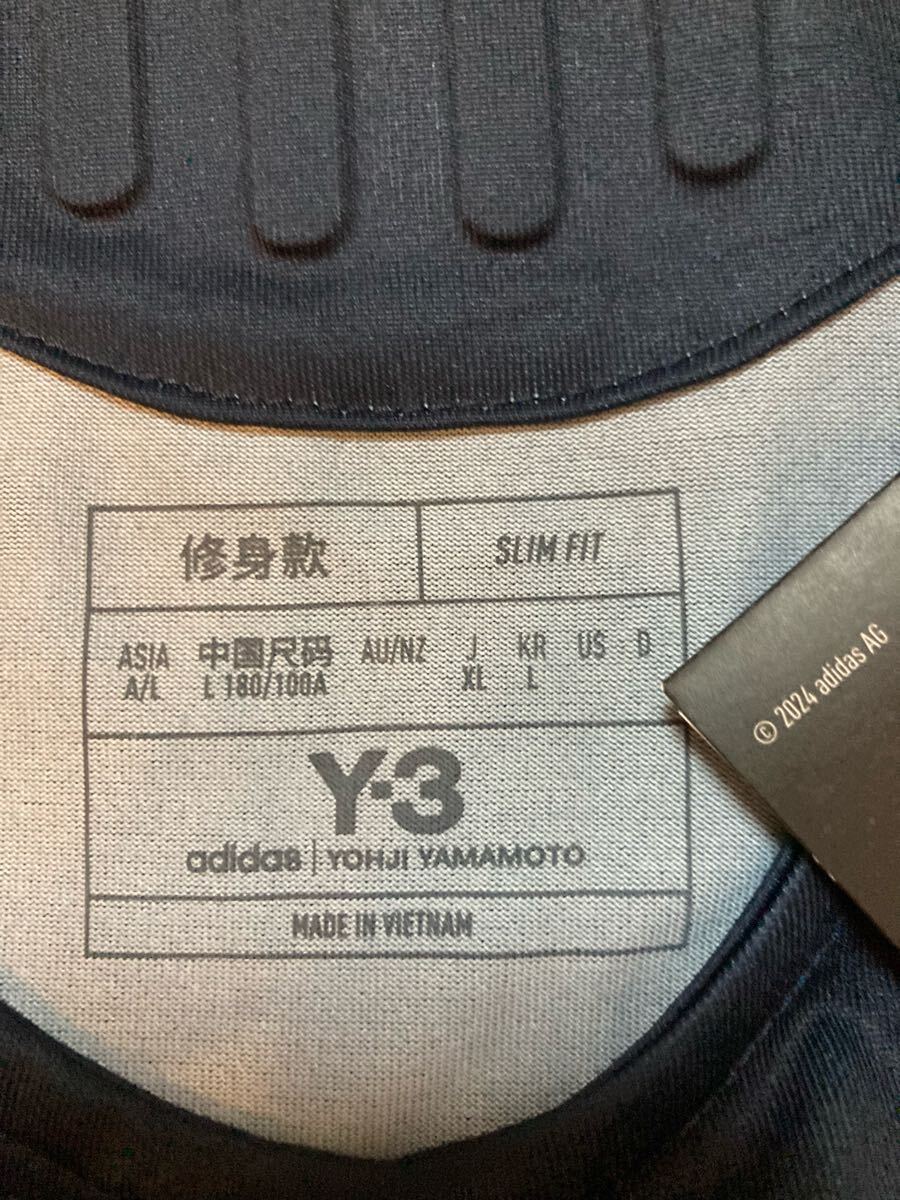 修身款 SLIM FIT
ASIA 中国尺码 AU/NZ J KR US D
A/L L 180/100A XL L
Y-3
adidas | YOHJI YAMAMOTO
MADE IN VIETNAM
© 2024 adidas AG